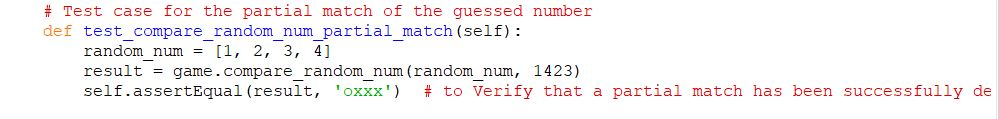 # Test case for the partial match of the guessed number
def test_compare_random_num_partial_match(self):
random_num = [1, 2, 3, 4]
result = game.compare_random_num(random_num, 1423)
self.assertEqual(result, 'oxxx')  # to Verify that a partial match has been successfully de